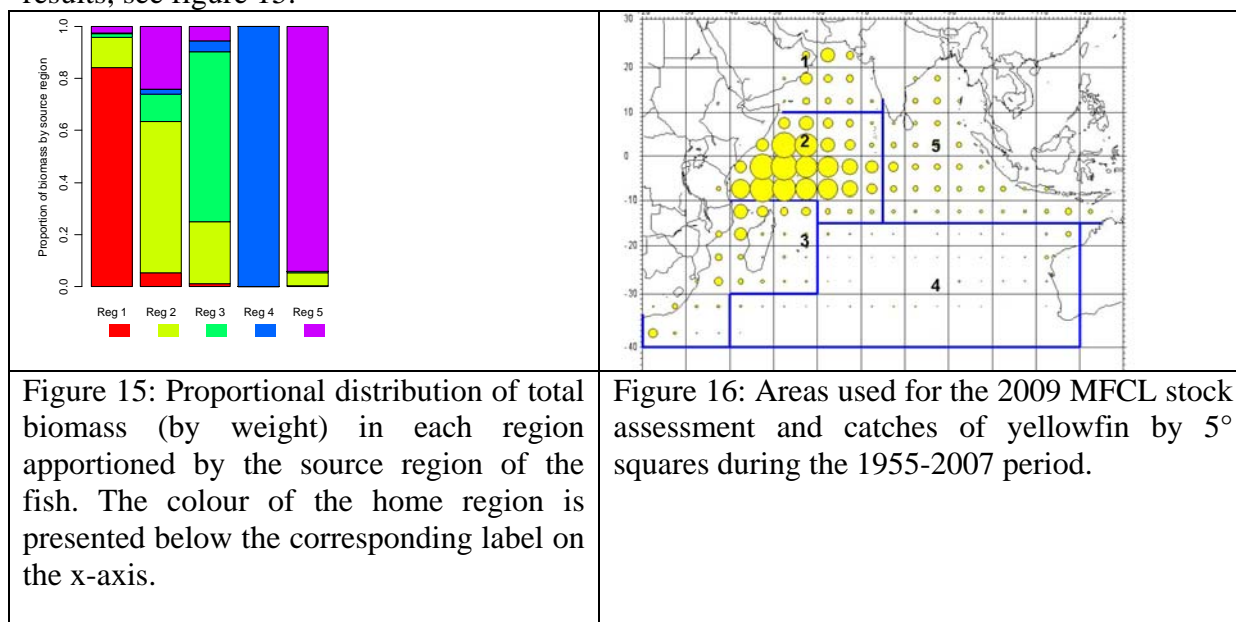 results, see figure 15.
Proportion of biomass by source region
1.0
0.8
0.6
0.4
0.2
0.0
Reg 1 Reg 2 Reg 3 Reg 4 Reg 5
30
20
10
0
-10
-20
-30
-40
1
2
5
3
4
Figure 15: Proportional distribution of total
biomass (by weight) in each region
apportioned by the source region of the
fish. The colour of the home region is
presented below the corresponding label on
the x-axis.
Figure 16: Areas used for the 2009 MFCL stock
assessment and catches of yellowfin by 5°
squares during the 1955-2007 period.